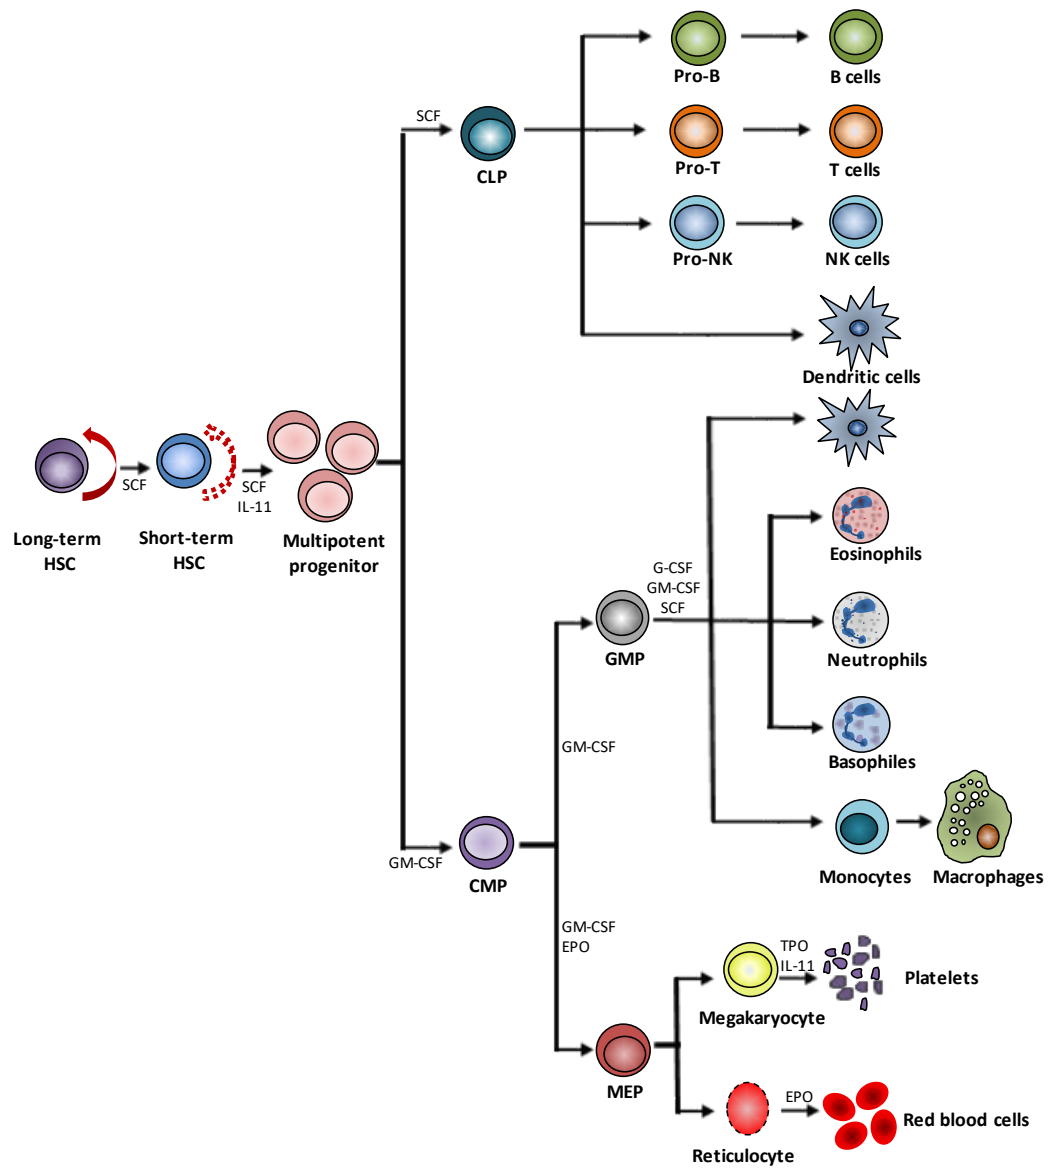 Pro-B
B cells
SCF
CLP
Pro-T
T cells
Pro-NK
NK cells
Dendritic cells
SCF
SCF
IL-11
Long-term
HSC
Short-term
HSC
Multipotent
progenitor
Eosinophils
G-CSF
GM-CSF
SCF
GMP
Neutrophils
GM-CSF
Basophiles
GM-CSF
CMP
Monocytes
Macrophages
GM-CSF
EPO
TPO
IL-11
Platelets
Megakaryocyte
MEP
EPO
Red blood cells
Reticulocyte